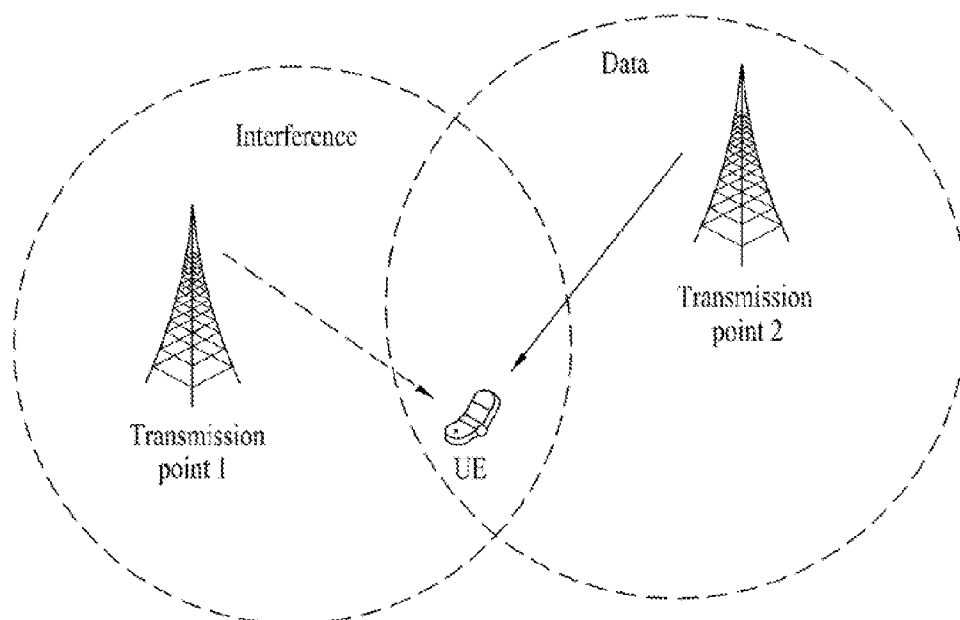 Data
Interference
Transmission
point 2
Transmission
point 1
UE